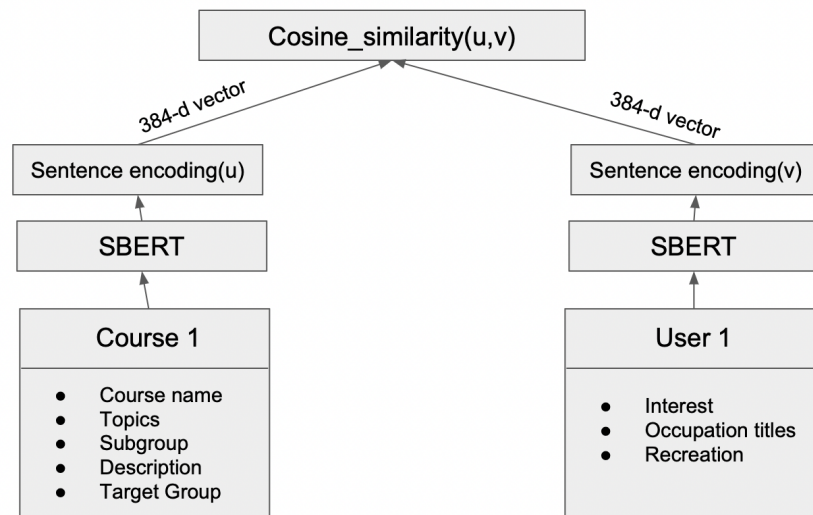 Cosine_similarity(u,v)
384-d vector
384-d vector
Sentence encoding(u)
Sentence encoding(v)
SBERT
SBERT
Course 1
● Course name
● Topics
● Subgroup
● Description
● Target Group
User 1
● Interest
● Occupation titles
● Recreation